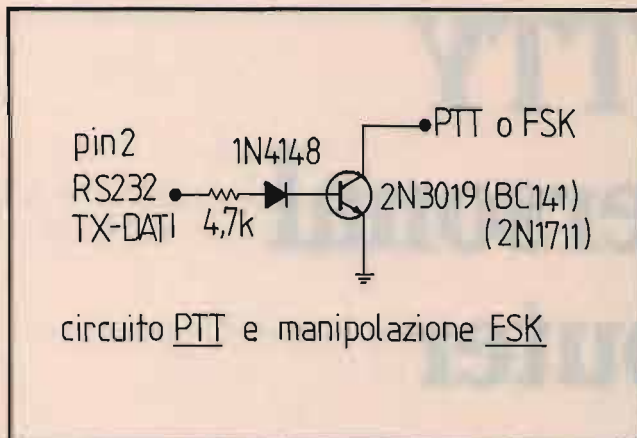 PTT o FSK
pin2
1N4148
RS232
2N3019 (BC141)
TX-DATI
4,7k
(2N1711)
circuito PTT e manipolazione FSK